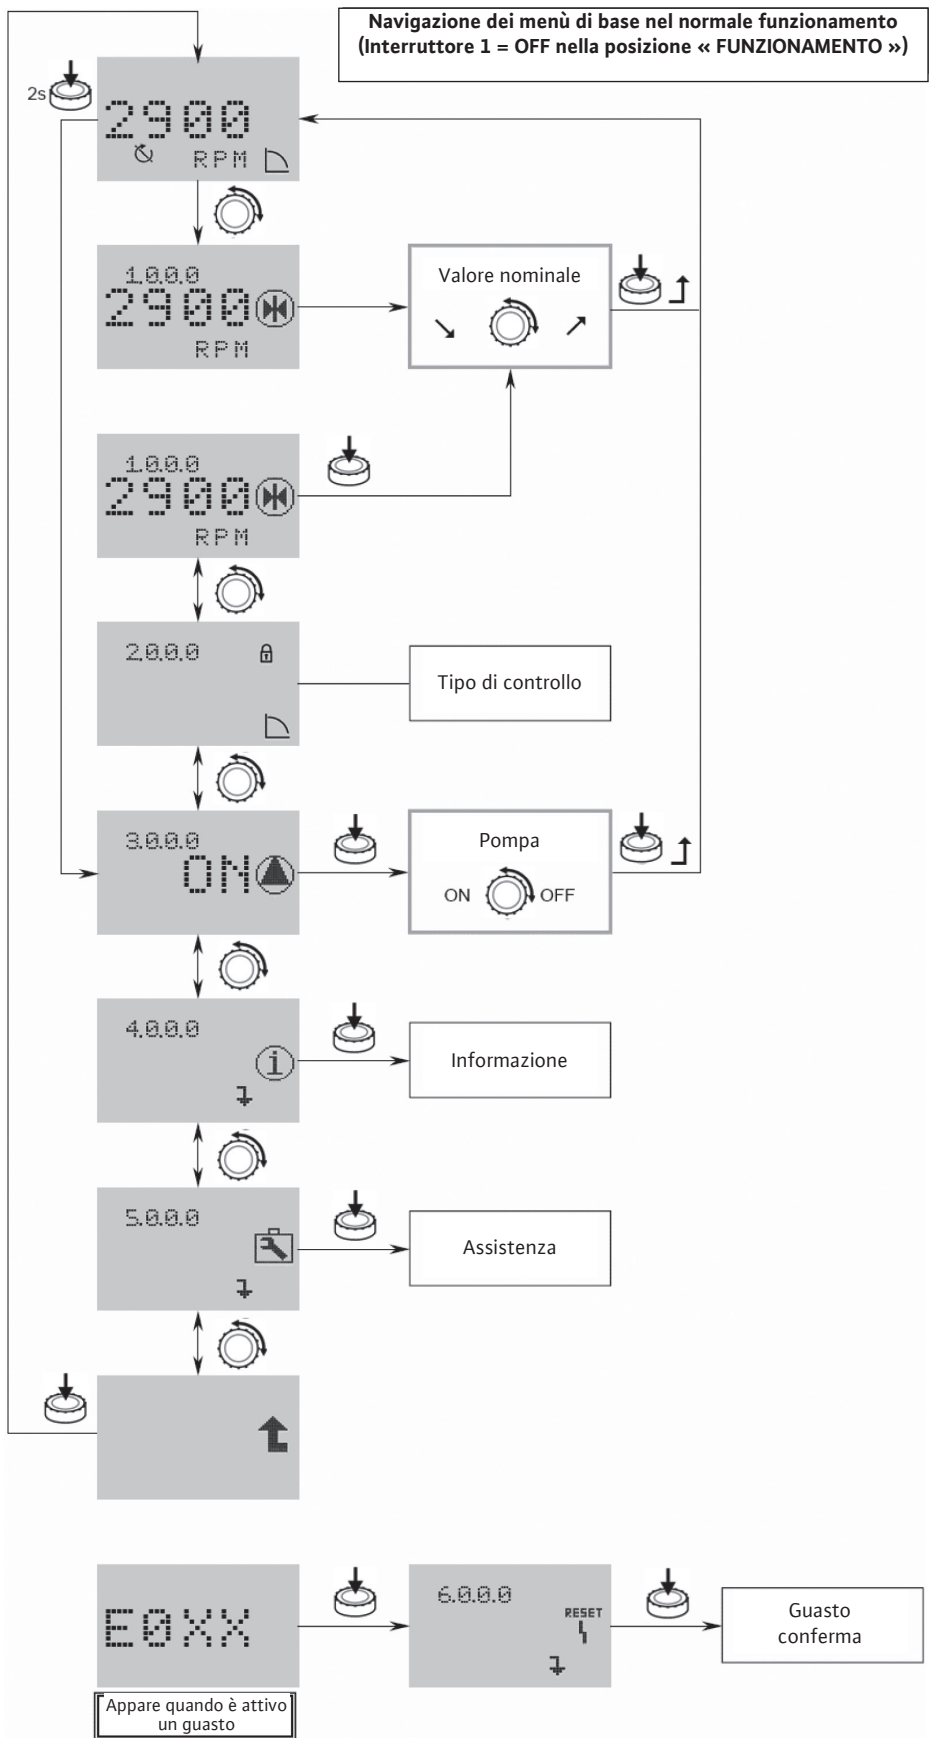 Navigazione dei menù di base nel normale funzionamento
(Interruttore 1 = OFF nella posizione « FUNZIONAMENTO »)
2s
2900
RPM
1.0.0.0
2900
RPM
Valore nominale
1.0.0.0
2900
RPM
2.0.0.0
Tipo di controllo
3.0.0.0
ON
Pompa
ON OFF
4.0.0.0
i
Informazione
5.0.0.0
Assistenza
E0XX
6.0.0.0
RESET
Guasto
conferma
Appare quando è attivo
un guasto